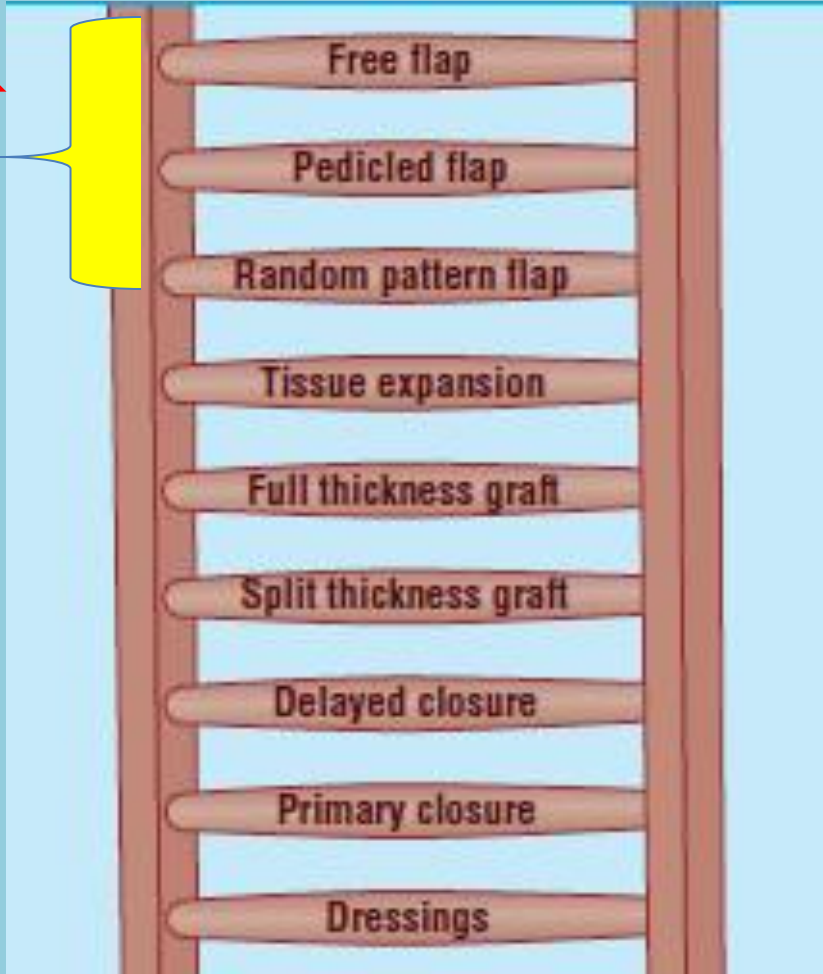 Free flap
Pedicled flap
Random pattern flap
Tissue expansion
Full thickness graft
Split thickness graft
Delayed closure
Primary closure
Dressings